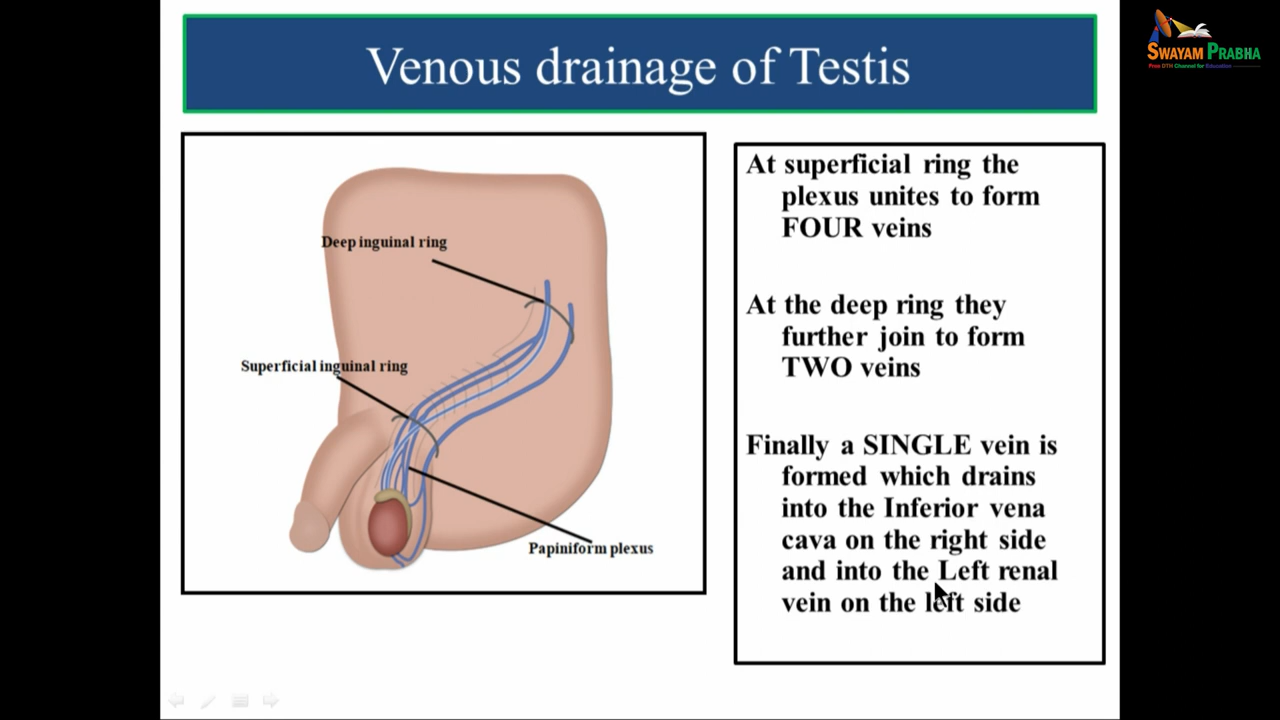 Venous drainage of Testis
SWAYAM PRABHA
Free DTH Channel for Education
Deep inguinal ring
Superficial inguinal ring
Papiniform plexus
At superficial ring the
plexus unites to form
FOUR veins
At the deep ring they
further join to form
TWO veins
Finally a SINGLE vein is
formed which drains
into the Inferior vena
cava on the right side
and into the Left renal
vein on the left side